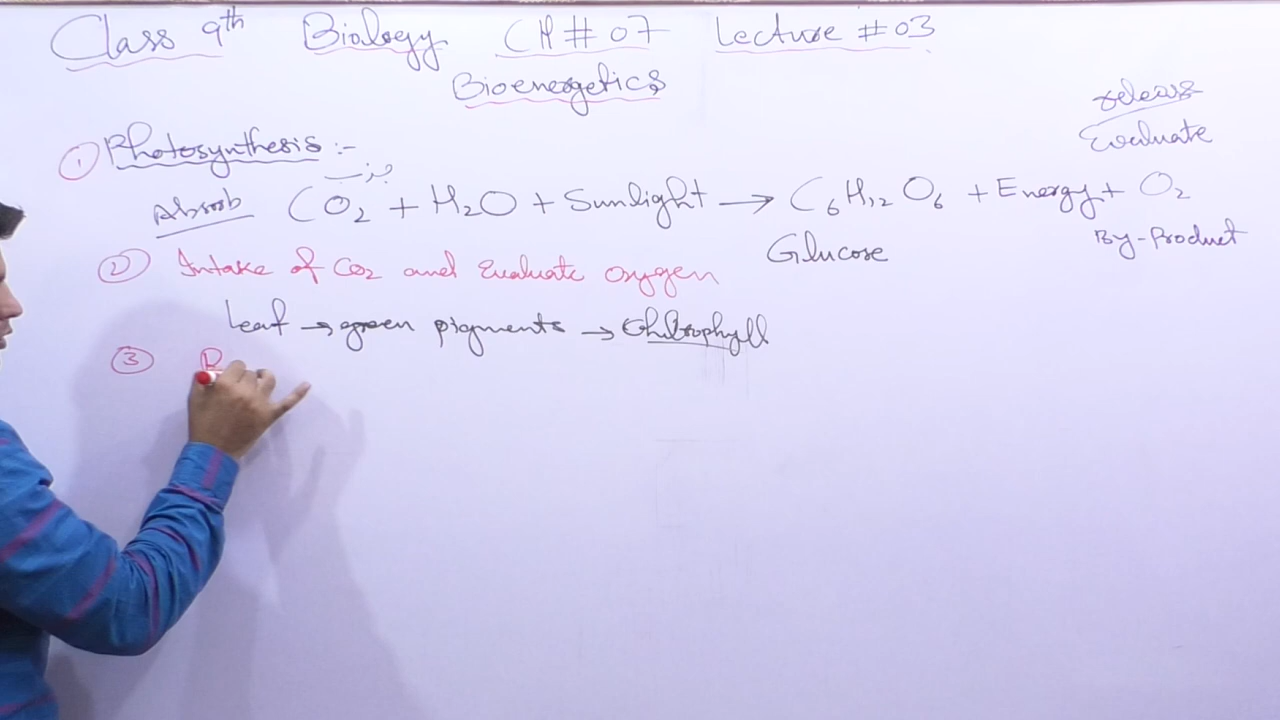 Class 9th Biology CH # 07 Lecture # 03
Bioenergetics
release
Evaluate
① Photosynthesis :-
جزب
Absorb CO₂ + H₂O + Sunlight → C₆H₁₂O₆ + Energy + O₂
Glucose By-Product
② Intake of CO₂ and Evaluate oxygen
Leaf → green pigments → Chlorophyll
③ R